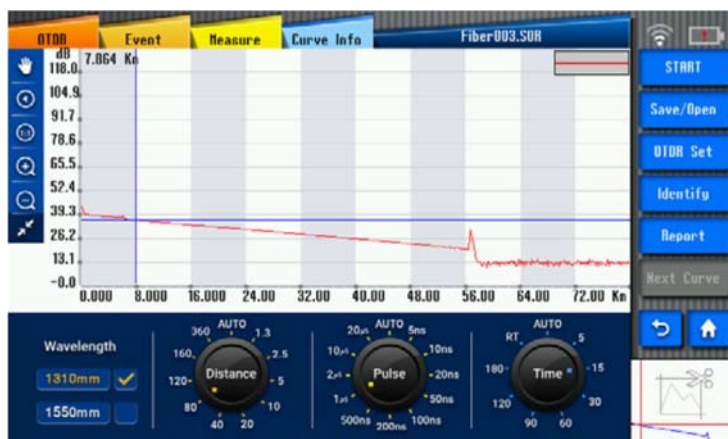 OTDR Event Measure Curve Info Fiber003.SOR
dB 7.864 Km
118.0
104.9
91.7
78.6
65.5
52.4
39.3
26.2
13.1
-0.0
0.000 8.000 16.000 24.00 32.00 40.00 48.00 56.00 64.00 72.00 Km
1:1
START
Save/Open
OTDR Set
Identify
Report
Next Curve
Wavelength
1310mm
1550mm
AUTO
360 1.3
160 2.5
120 Distance 5
80 10
40 20
AUTO
20µs 5ns
10µs 10ns
2µs Pulse 20ns
1µs 50ns
500ns 100ns
200ns
AUTO
RT 5
180 Time 15
120 30
90 60